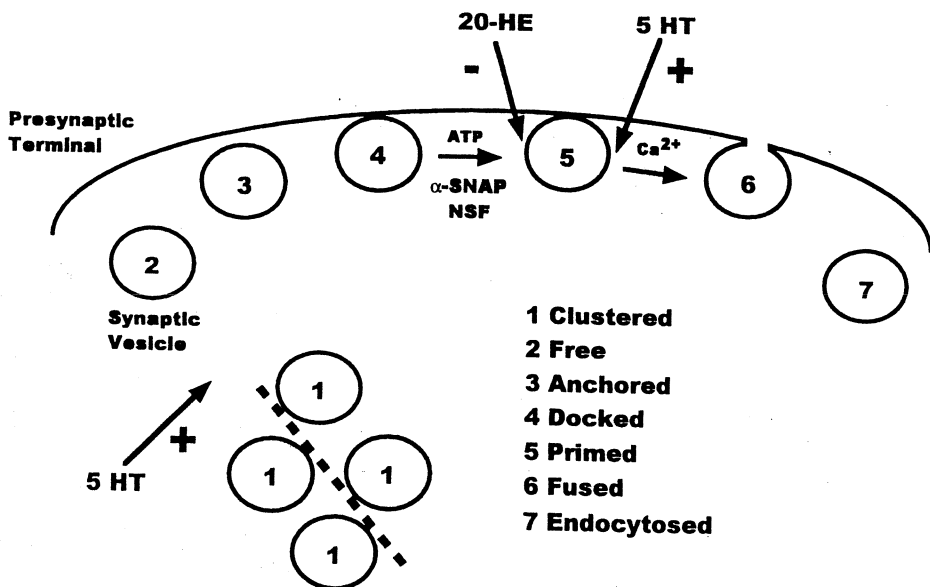 20-HE
5 HT
-
+
Presynaptic
Terminal
ATP
α-SNAP
NSF
Ca²⁺
4
5
3
6
2
7
Synaptic
Vesicle
1 Clustered
2 Free
3 Anchored
4 Docked
5 Primed
6 Fused
7 Endocytosed
1
+
5 HT
1
1
1